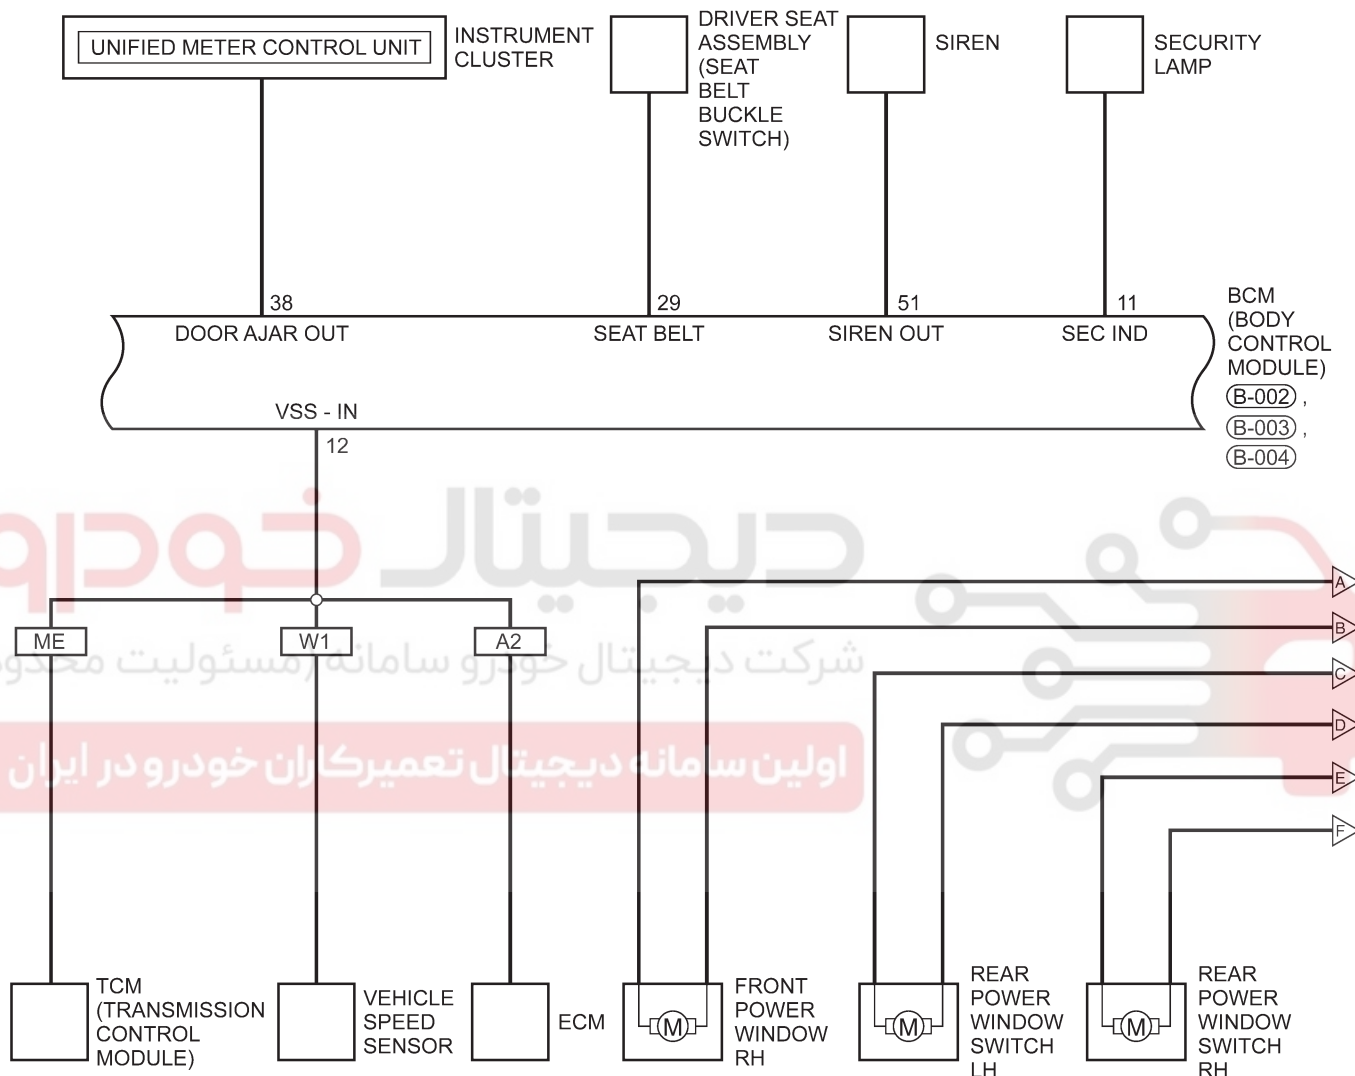 UNIFIED METER CONTROL UNIT
INSTRUMENT
CLUSTER
DRIVER SEAT
ASSEMBLY
(SEAT
BELT
BUCKLE
SWITCH)
SIREN
SECURITY
LAMP
38
29
51
11
DOOR AJAR OUT
SEAT BELT
SIREN OUT
SEC IND
BCM
(BODY
CONTROL
MODULE)
B-002 ,
B-003 ,
B-004
VSS - IN
12
دیجیتال خودرو
شرکت دیجیتال خودرو سامانه (مسئولیت محدود
اولین سامانه دیجیتال تعمیرکاران خودرو در ایران
ME
W1
A2
A
B
C
D
E
F
TCM
(TRANSMISSION
CONTROL
MODULE)
VEHICLE
SPEED
SENSOR
ECM
M
FRONT
POWER
WINDOW
RH
M
REAR
POWER
WINDOW
SWITCH
LH
M
REAR
POWER
WINDOW
SWITCH
RH